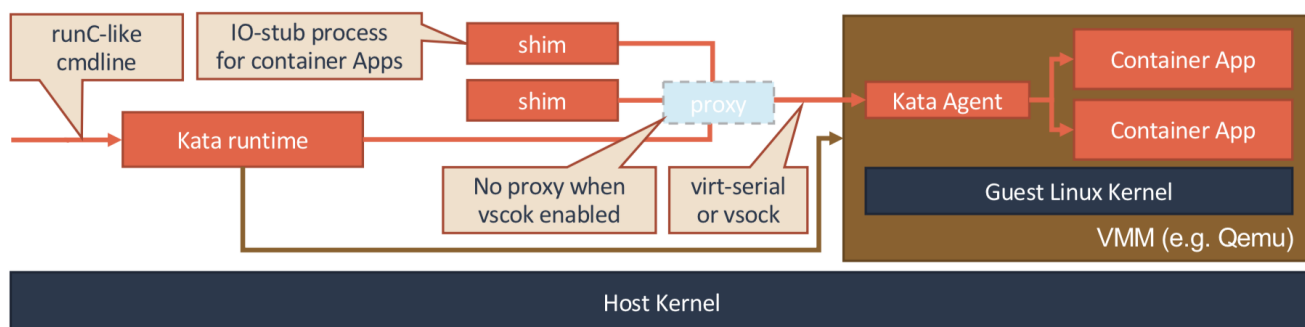 runC-like
cmdline
IO-stub process
for container Apps
shim
shim
proxy
Kata runtime
No proxy when
vscok enabled
virt-serial
or vsock
Kata Agent
Container App
Container App
Guest Linux Kernel
VMM (e.g. Qemu)
Host Kernel